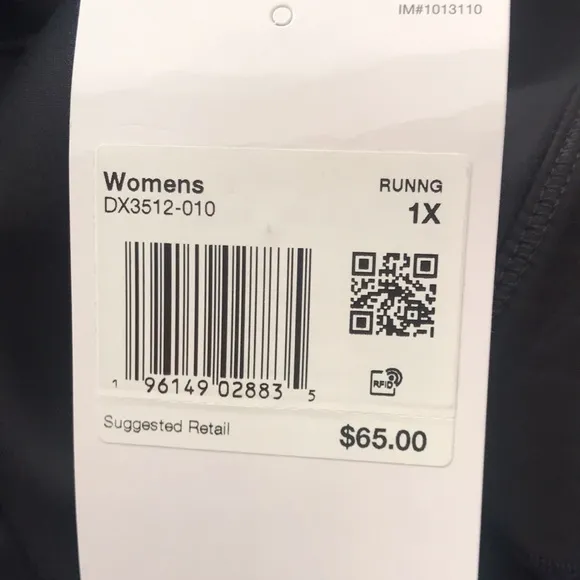 IM#1013110
Womens RUNNG
DX3512-010 1X
RFID
1 96149 02883 5
Suggested Retail $65.00